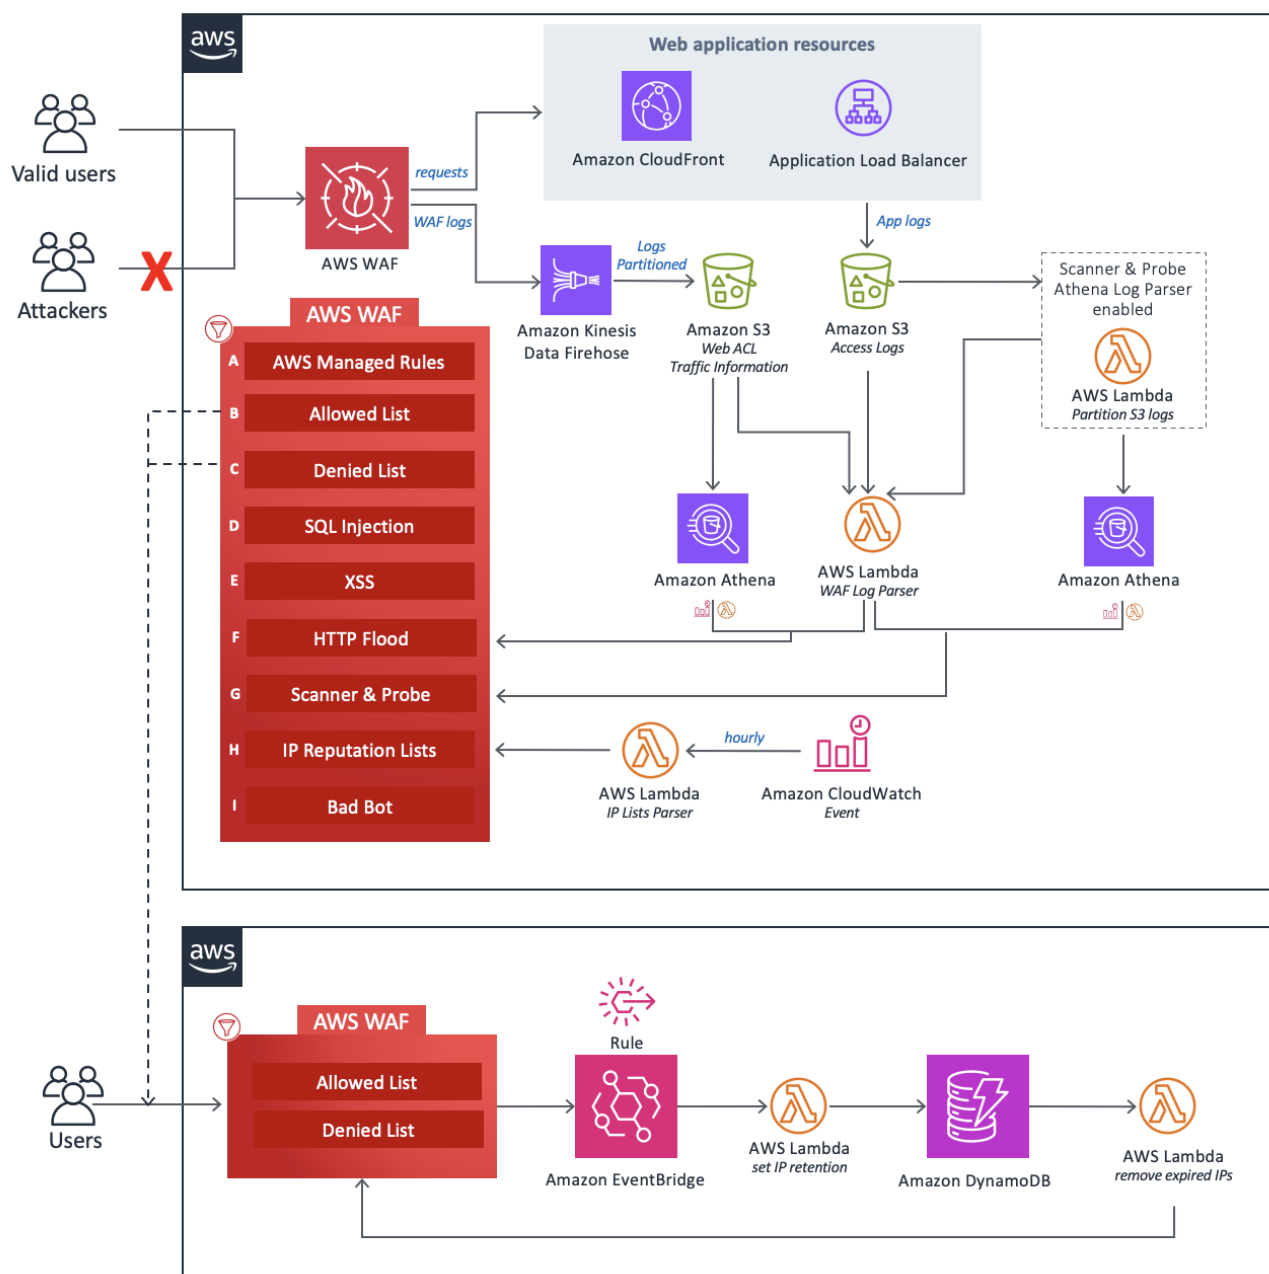 aws
Web application resources
Amazon CloudFront
Application Load Balancer
Valid users
Attackers
X
AWS WAF
requests
WAF logs
App logs
Logs
Partitioned
Amazon Kinesis
Data Firehose
Amazon S3
Web ACL
Traffic Information
Amazon S3
Access Logs
Scanner & Probe
Athena Log Parser
enabled
AWS Lambda
Partition S3 logs
AWS WAF
A AWS Managed Rules
B Allowed List
C Denied List
D SQL Injection
E XSS
F HTTP Flood
G Scanner & Probe
H IP Reputation Lists
I Bad Bot
Amazon Athena
AWS Lambda
WAF Log Parser
Amazon Athena
hourly
AWS Lambda
IP Lists Parser
Amazon CloudWatch
Event
aws
Users
AWS WAF
Allowed List
Denied List
Rule
Amazon EventBridge
AWS Lambda
set IP retention
Amazon DynamoDB
AWS Lambda
remove expired IPs